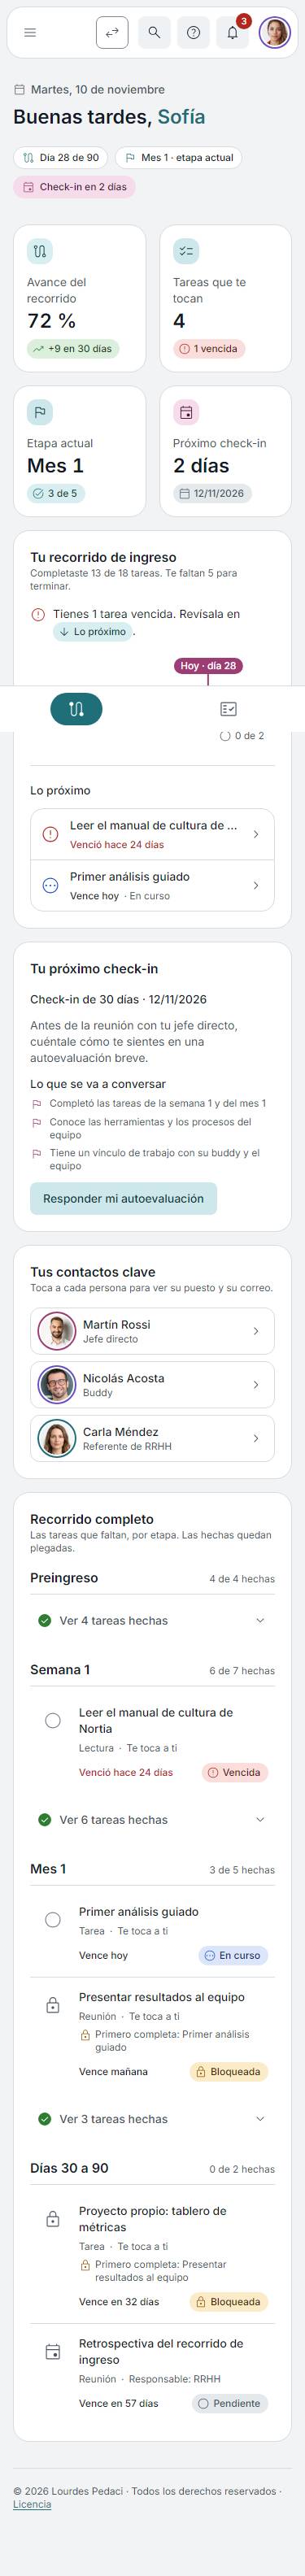 3
Martes, 10 de noviembre
Buenas tardes, Sofía
Día 28 de 90
Mes 1 · etapa actual
Check-in en 2 días
Avance del
recorrido
72 %
+9 en 30 días
Tareas que te
tocan
4
1 vencida
Etapa actual
Mes 1
3 de 5
Próximo check-in
2 días
12/11/2026
Tu recorrido de ingreso
Completaste 13 de 18 tareas. Te faltan 5 para
terminar.
Tienes 1 tarea vencida. Revísala en
Lo próximo.
Hoy · día 28
0 de 2
Lo próximo
Leer el manual de cultura de ...
Venció hace 24 días
Primer análisis guiado
Vence hoy · En curso
Tu próximo check-in
Check-in de 30 días · 12/11/2026
Antes de la reunión con tu jefe directo,
cuéntale cómo te sientes en una
autoevaluación breve.
Lo que se va a conversar
Completó las tareas de la semana 1 y del mes 1
Conoce las herramientas y los procesos del
equipo
Tiene un vínculo de trabajo con su buddy y el
equipo
Responder mi autoevaluación
Tus contactos clave
Toca a cada persona para ver su puesto y su correo.
Martín Rossi
Jefe directo
Nicolás Acosta
Buddy
Carla Méndez
Referente de RRHH
Recorrido completo
Las tareas que faltan, por etapa. Las hechas quedan
plegadas.
Preingreso
4 de 4 hechas
Ver 4 tareas hechas
Semana 1
6 de 7 hechas
Leer el manual de cultura de
Nortia
Lectura · Te toca a ti
Venció hace 24 días
Vencida
Ver 6 tareas hechas
Mes 1
3 de 5 hechas
Primer análisis guiado
Tarea · Te toca a ti
Vence hoy
En curso
Presentar resultados al equipo
Reunión · Te toca a ti
Primero completa: Primer análisis
guiado
Vence mañana
Bloqueada
Ver 3 tareas hechas
Días 30 a 90
0 de 2 hechas
Proyecto propio: tablero de
métricas
Tarea · Te toca a ti
Primero completa: Presentar
resultados al equipo
Vence en 32 días
Bloqueada
Retrospectiva del recorrido de
ingreso
Reunión · Responsable: RRHH
Vence en 57 días
Pendiente
© 2026 Lourdes Pedaci · Todos los derechos reservados ·
Licencia